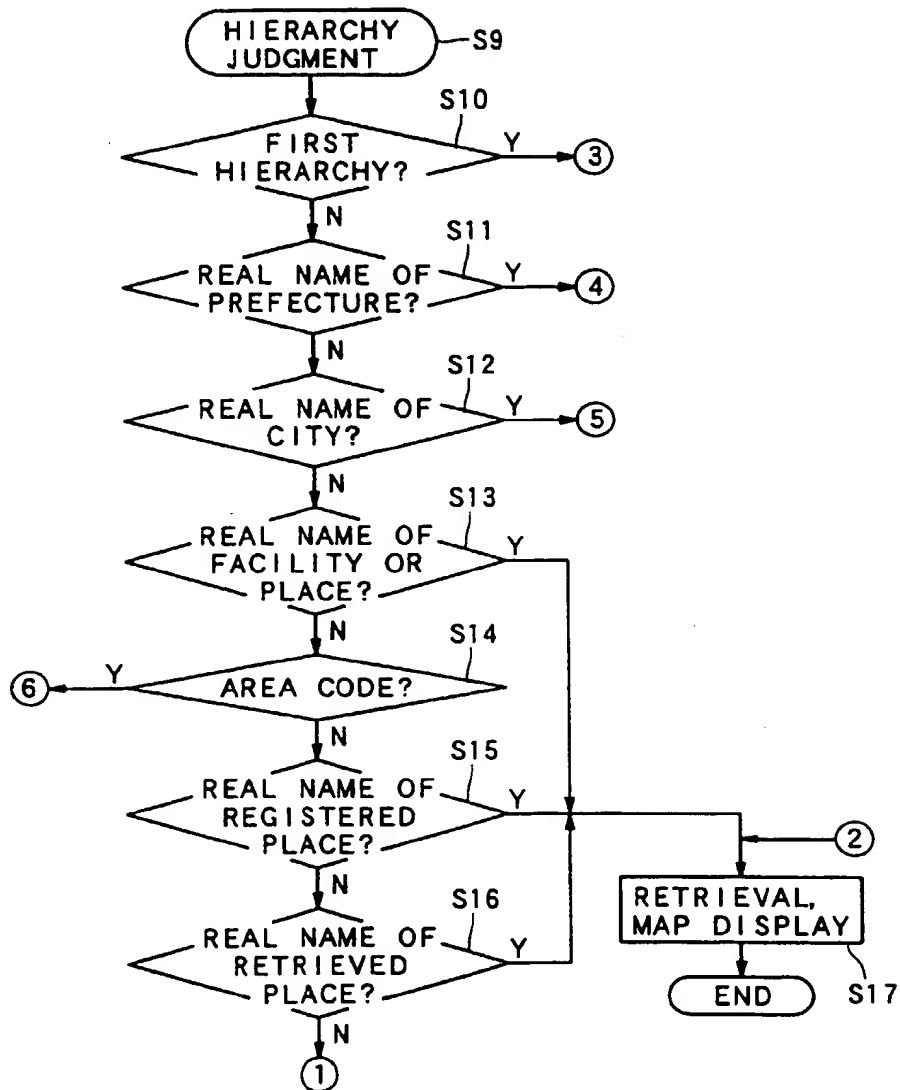 HIERARCHY
JUDGMENT
S9
S10
FIRST
HIERARCHY?
Y
3
N
S11
REAL NAME OF
PREFECTURE?
Y
4
N
S12
REAL NAME OF
CITY?
Y
5
N
S13
REAL NAME OF
FACILITY OR
PLACE?
Y
N
S14
6
Y
AREA CODE?
N
S15
REAL NAME OF
REGISTERED
PLACE?
Y
2
N
S16
REAL NAME OF
RETRIEVED
PLACE?
Y
RETRIEVAL,
MAP DISPLAY
S17
END
N
1